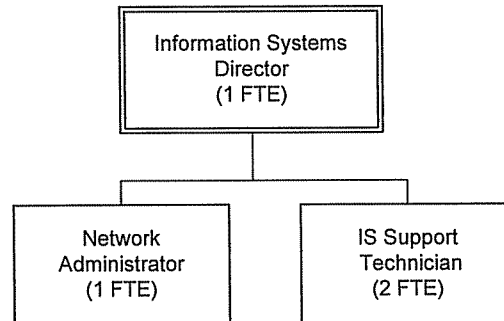 Information Systems
Director
(1 FTE)
Network
Administrator
(1 FTE)
IS Support
Technician
(2 FTE)